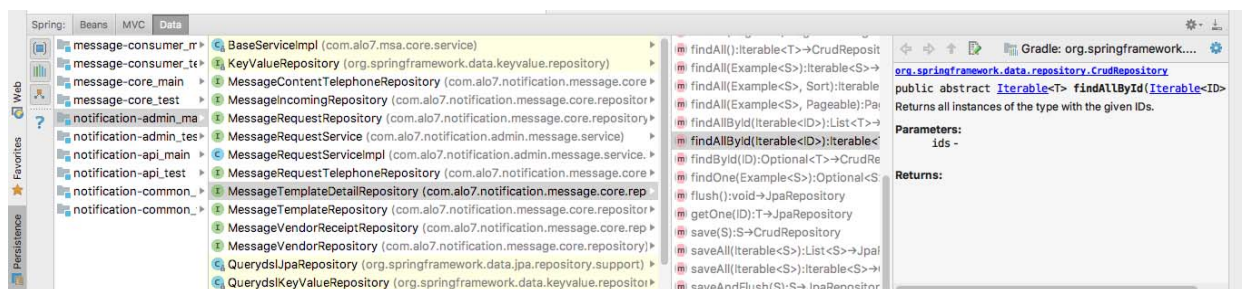 Spring: Beans MVC Data
Web
Favorites
Persistence
message-consumer_m
message-consumer_te
message-core_main
message-core_test
notification-admin_ma
notification-admin_tes
notification-api_main
notification-api_test
notification-common_
notification-common_
BaseServiceImpl (com.alo7.msa.core.service)
KeyValueRepository (org.springframework.data.keyvalue.repository)
MessageContentTelephoneRepository (com.alo7.notification.message.core
MessageIncomingRepository (com.alo7.notification.message.core.repositor
MessageRequestRepository (com.alo7.notification.message.core.repository
MessageRequestService (com.alo7.notification.admin.message.service)
MessageRequestServiceImpl (com.alo7.notification.admin.message.service.
MessageRequestTelephoneRepository (com.alo7.notification.message.core
MessageTemplateDetailRepository (com.alo7.notification.message.core.rep
MessageTemplateRepository (com.alo7.notification.message.core.repositor
MessageVendorReceiptRepository (com.alo7.notification.message.core.rep
MessageVendorRepository (com.alo7.notification.message.core.repository)
QuerydslJpaRepository (org.springframework.data.jpa.repository.support)
QuerydslKeyValueRepository (org.springframework.data.keyvalue.repositor
findAll():Iterable<T>→CrudReposit
findAll(Example<S>):Iterable<S>→
findAll(Example<S>, Sort):Iterable
findAll(Example<S>, Pageable):Pa
findAllById(Iterable<ID>):List<T>→
findAllById(Iterable<ID>):Iterable<
findById(ID):Optional<T>→CrudRe
findOne(Example<S>):Optional<S
flush():void→JpaRepository
getOne(ID):T→JpaRepository
save(S):S→CrudRepository
saveAll(Iterable<S>):List<S>→Jpa
saveAll(Iterable<S>):Iterable<S>→
saveAndFlush(S):S→JpaRepositor
Gradle: org.springframework....
org.springframework.data.repository.CrudRepository
public abstract Iterable<T> findAllById(Iterable<ID>
Returns all instances of the type with the given IDs.
Parameters:
ids -
Returns: